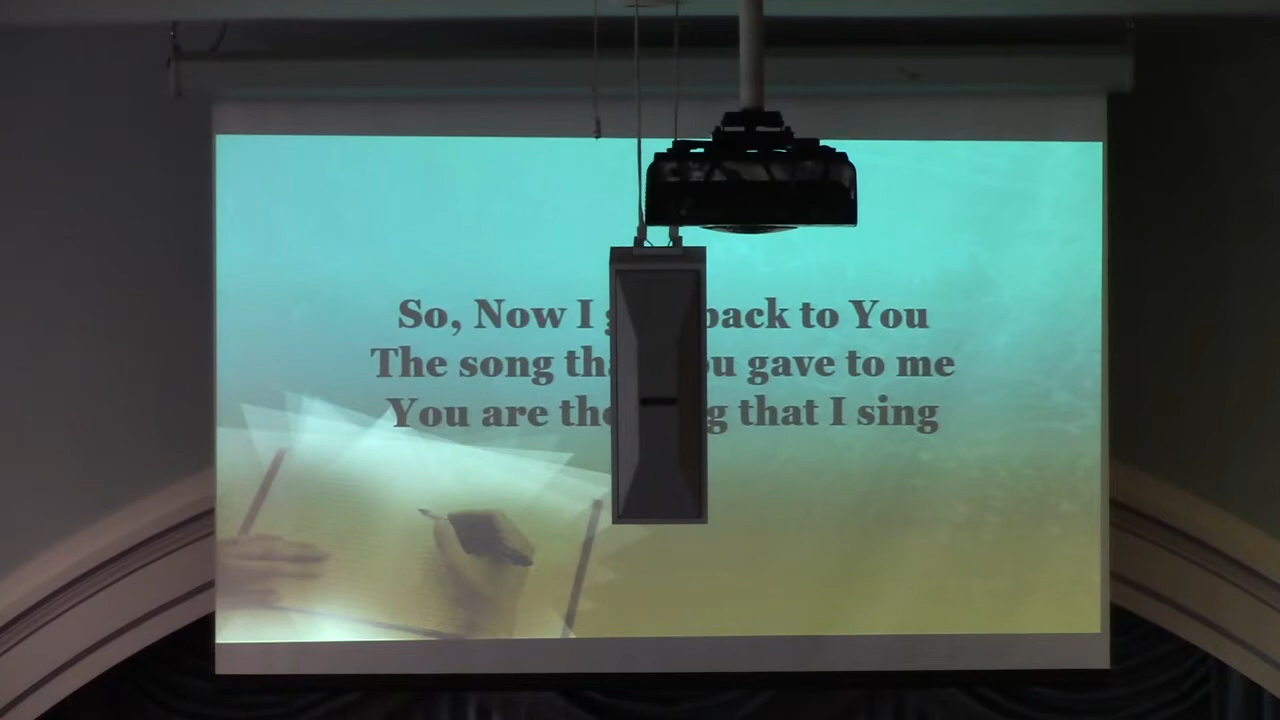 So, Now I back to You
The song gave to me
You are that I sing